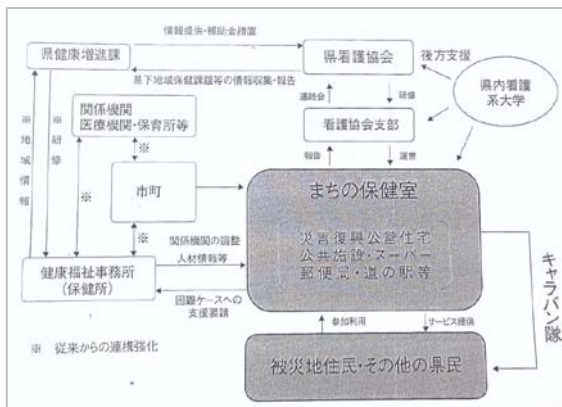 情報提供・補助金措置
県健康増進課
県看護協会
後方支援
県下地域保健課題等の情報収集・報告
県内看護
系大学
関係機関
医療機関・保育所等
連絡会
研修
看護協会支部
※地域情報
※研修
※
※
報告
運営
市町
まちの保健室
災害復興公営住宅
公共施設・スーパー
郵便局・道の駅等
※
関係機関の調整
人材情報等
健康福祉事務所
(保健所)
困難ケースへの
支援要請
キャラバン隊
参加利用
サービス提供
※ 従来からの連携強化
被災地住民・その他の県民